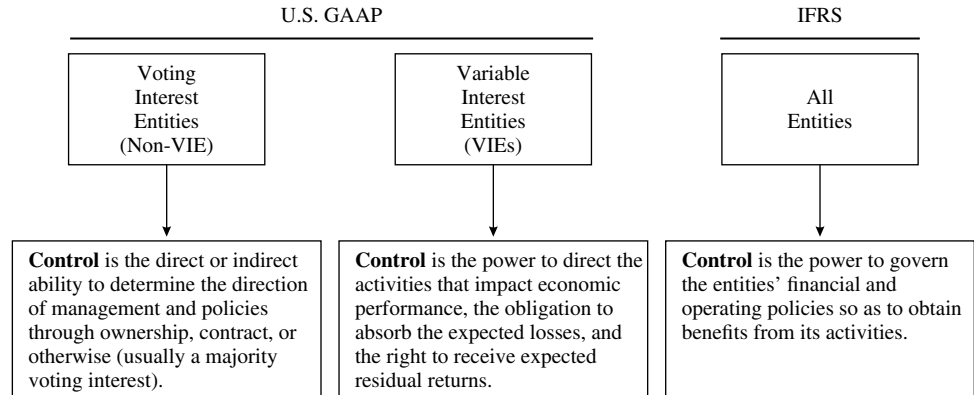 U.S. GAAP
IFRS
Voting
Interest
Entities
(Non-VIE)
Variable
Interest
Entities
(VIEs)
All
Entities
Control is the direct or indirect
ability to determine the direction
of management and policies
through ownership, contract, or
otherwise (usually a majority
voting interest).
Control is the power to direct the
activities that impact economic
performance, the obligation to
absorb the expected losses, and
the right to receive expected
residual returns.
Control is the power to govern
the entities’ financial and
operating policies so as to obtain
benefits from its activities.